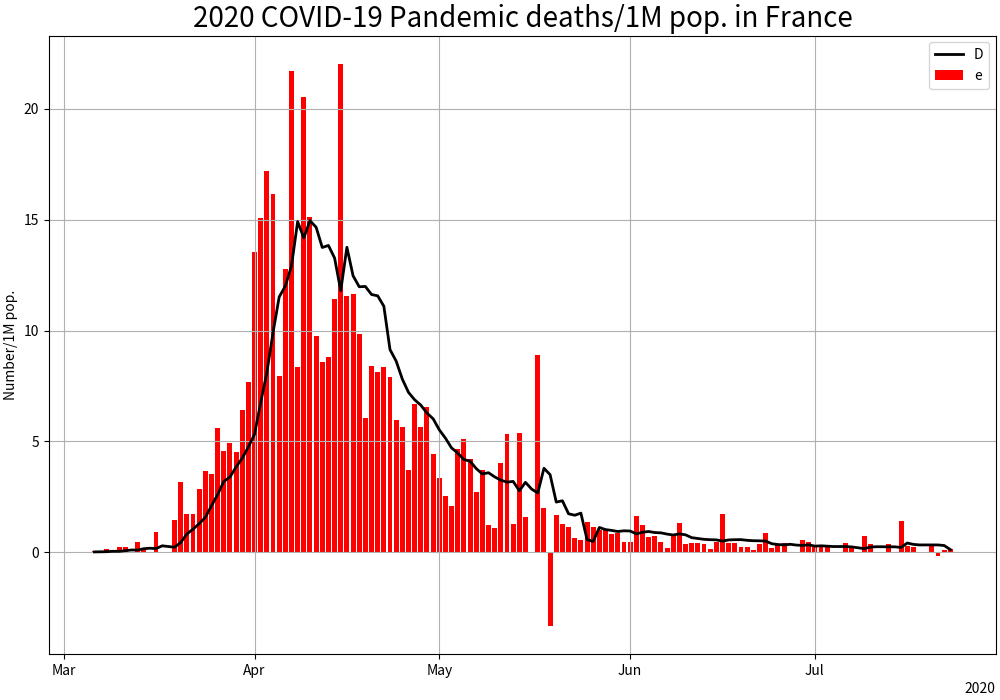 2020 COVID-19 Pandemic deaths/1M pop. in France
D
e
Number/1M pop.
20
15
10
5
0
Mar
Apr
May
Jun
Jul
2020